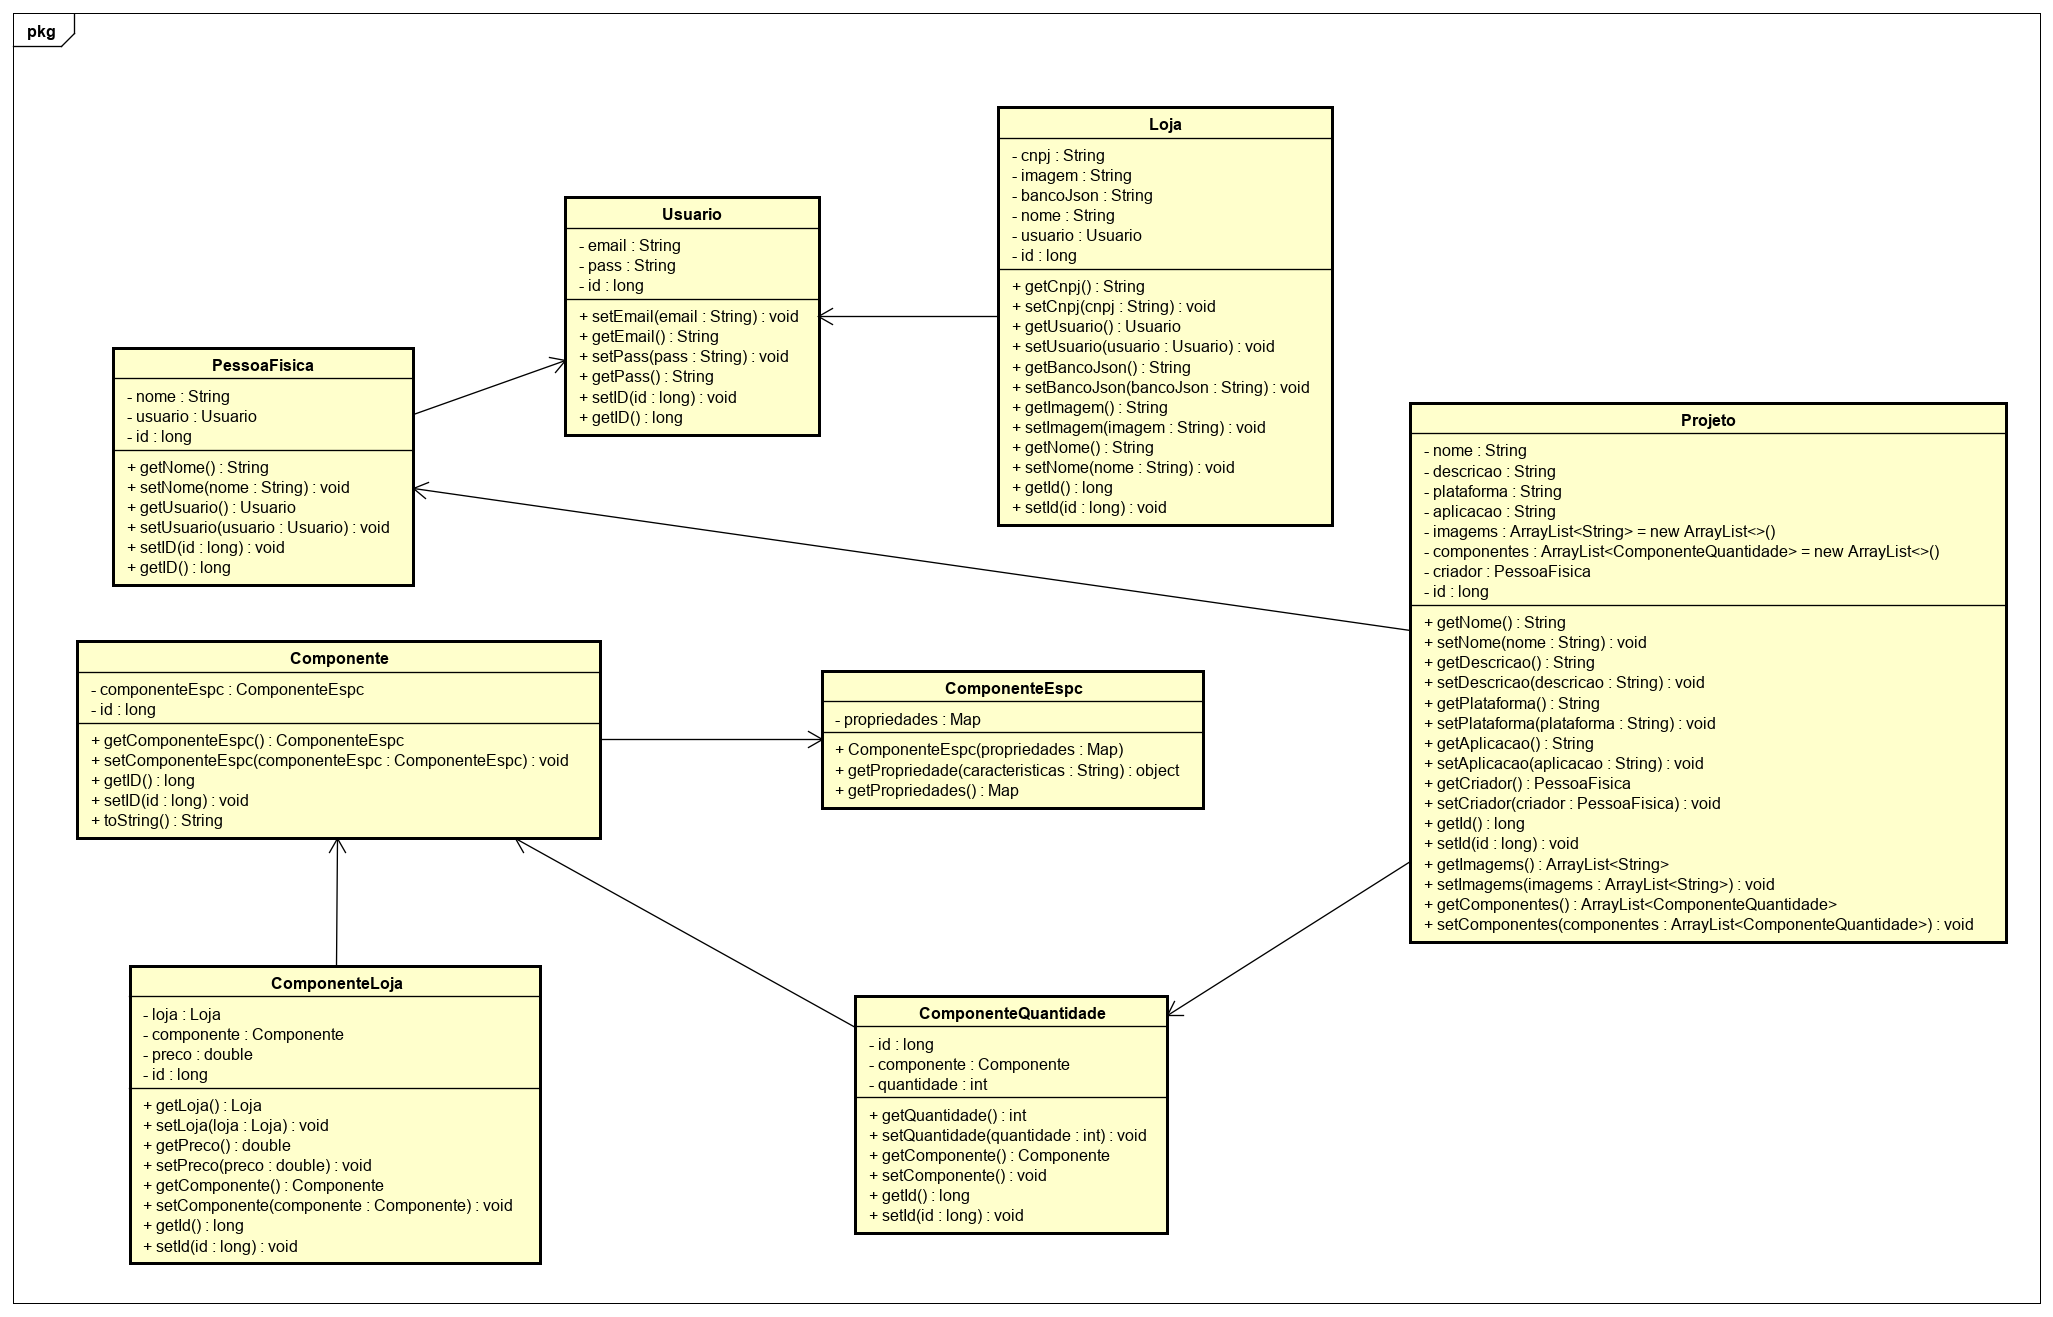 pkg
Loja
- cnpj : String
- imagem : String
- bancoJson : String
- nome : String
- usuario : Usuario
- id : long
+ getCnpj() : String
+ setCnpj(cnpj : String) : void
+ getUsuario() : Usuario
+ setUsuario(usuario : Usuario) : void
+ getBancoJson() : String
+ setBancoJson(bancoJson : String) : void
+ getImagem() : String
+ setImagem(imagem : String) : void
+ getNome() : String
+ setNome(nome : String) : void
+ getId() : long
+ setId(id : long) : void
Usuario
- email : String
- pass : String
- id : long
+ setEmail(email : String) : void
+ getEmail() : String
+ setPass(pass : String) : void
+ getPass() : String
+ setID(id : long) : void
+ getID() : long
PessoaFisica
- nome : String
- usuario : Usuario
- id : long
+ getNome() : String
+ setNome(nome : String) : void
+ getUsuario() : Usuario
+ setUsuario(usuario : Usuario) : void
+ setID(id : long) : void
+ getID() : long
Projeto
- nome : String
- descricao : String
- plataforma : String
- aplicacao : String
- imagems : ArrayList<String> = new ArrayList<>()
- componentes : ArrayList<ComponenteQuantidade> = new ArrayList<>()
- criador : PessoaFisica
- id : long
+ getNome() : String
+ setNome(nome : String) : void
+ getDescricao() : String
+ setDescricao(descricao : String) : void
+ getPlataforma() : String
+ setPlataforma(plataforma : String) : void
+ getAplicacao() : String
+ setAplicacao(aplicacao : String) : void
+ getCriador() : PessoaFisica
+ setCriador(criador : PessoaFisica) : void
+ getId() : long
+ setId(id : long) : void
+ getImagems() : ArrayList<String>
+ setImagems(imagems : ArrayList<String>) : void
+ getComponentes() : ArrayList<ComponenteQuantidade>
+ setComponentes(componentes : ArrayList<ComponenteQuantidade>) : void
Componente
- componenteEspc : ComponenteEspc
- id : long
+ getComponenteEspc() : ComponenteEspc
+ setComponenteEspc(componenteEspc : ComponenteEspc) : void
+ getID() : long
+ setID(id : long) : void
+ toString() : String
ComponenteEspc
- propriedades : Map
+ ComponenteEspc(propriedades : Map)
+ getPropriedade(caracteristicas : String) : object
+ getPropriedades() : Map
ComponenteLoja
- loja : Loja
- componente : Componente
- preco : double
- id : long
+ getLoja() : Loja
+ setLoja(loja : Loja) : void
+ getPreco() : double
+ setPreco(preco : double) : void
+ getComponente() : Componente
+ setComponente(componente : Componente) : void
+ getId() : long
+ setId(id : long) : void
ComponenteQuantidade
- id : long
- componente : Componente
- quantidade : int
+ getQuantidade() : int
+ setQuantidade(quantidade : int) : void
+ getComponente() : Componente
+ setComponente() : void
+ getId() : long
+ setId(id : long) : void